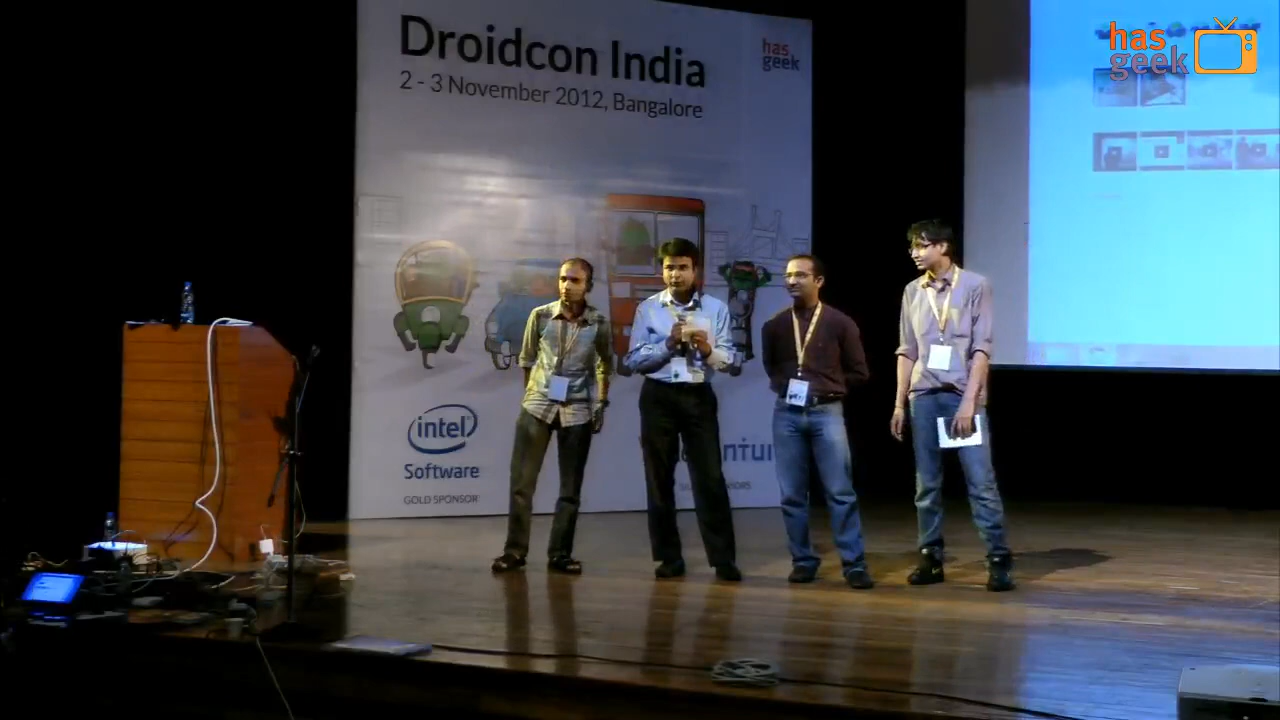 Droidcon India
2 - 3 November 2012, Bangalore
has
geek
has
geek
intel
Software
GOLD SPONSOR